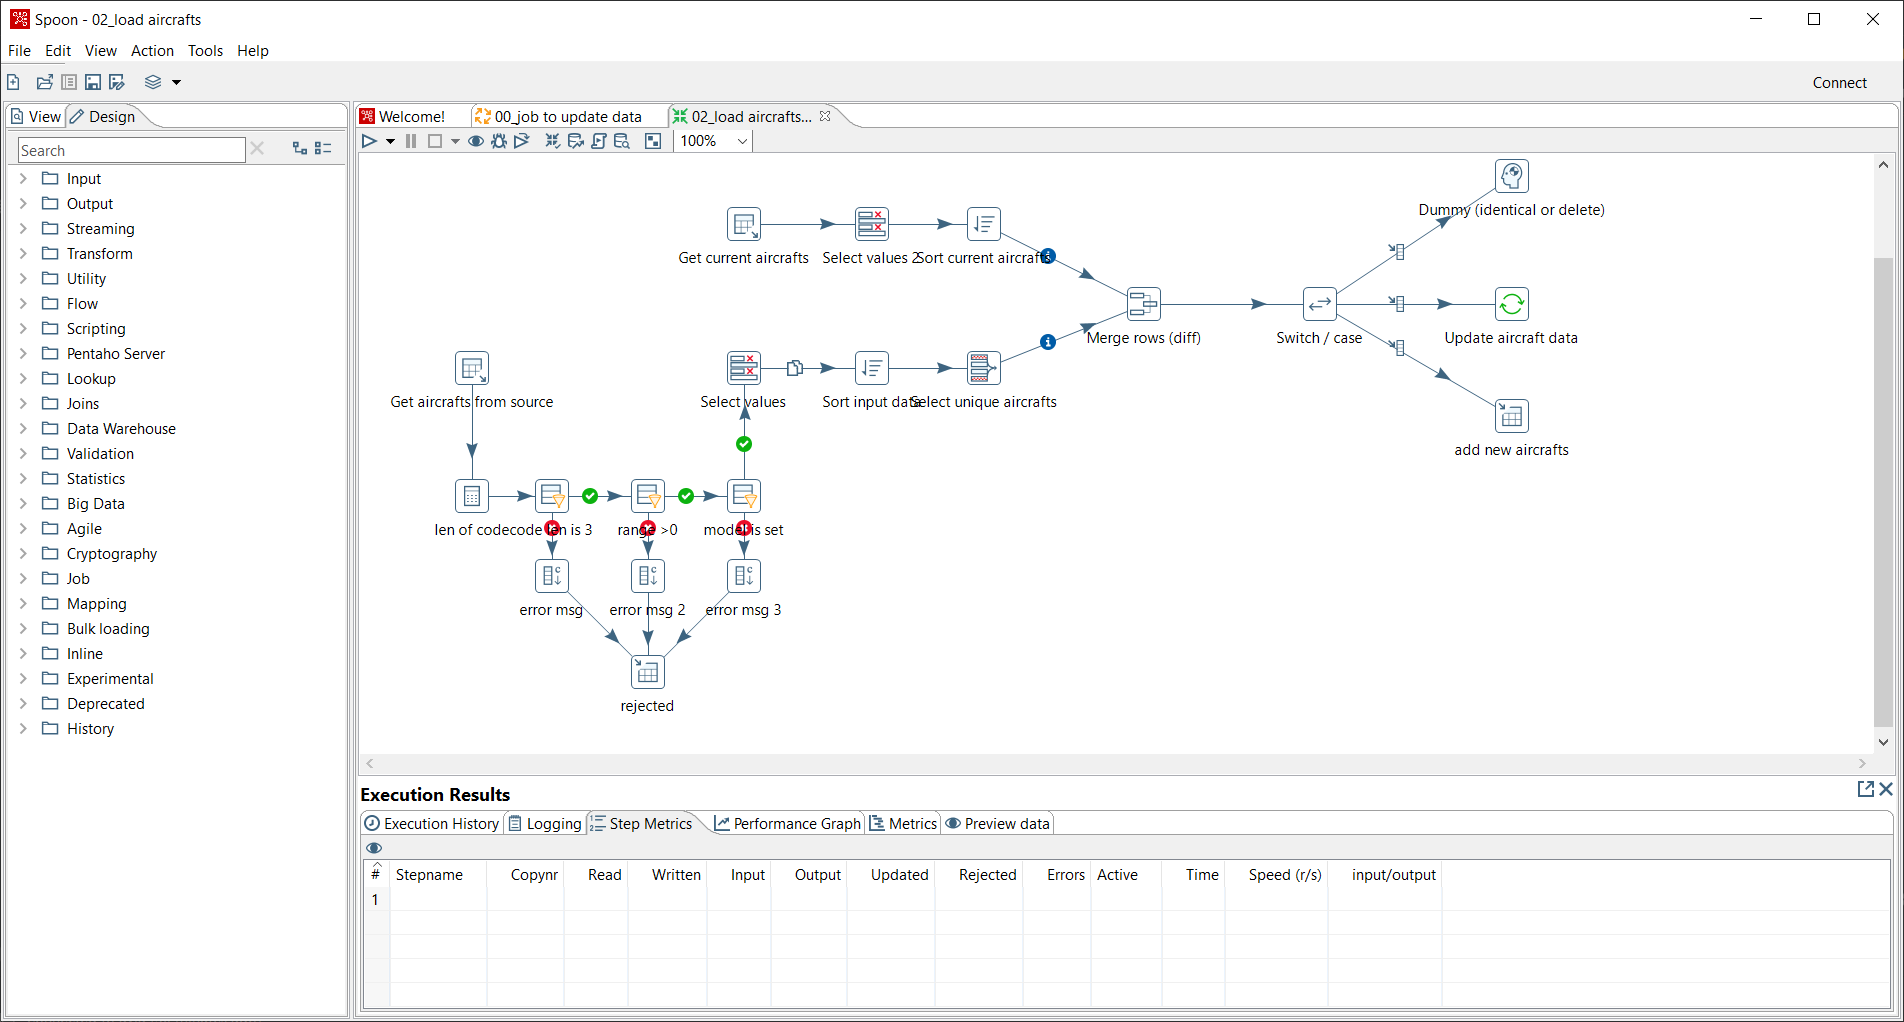 Spoon - 02_load aircrafts
File Edit View Action Tools Help
Connect
View Design
Welcome! 00_job to update data 02_load aircrafts...
100%
Search
Input
Output
Streaming
Transform
Utility
Flow
Scripting
Pentaho Server
Lookup
Joins
Data Warehouse
Validation
Statistics
Big Data
Agile
Cryptography
Job
Mapping
Bulk loading
Inline
Experimental
Deprecated
History
Dummy (identical or delete)
Get current aircrafts
Select values 2
Sort current aircrafts
Merge rows (diff)
Switch / case
Update aircraft data
Get aircrafts from source
Select values
Sort input data
Select unique aircrafts
add new aircrafts
len of code
code len is 3
range >0
model is set
error msg
error msg 2
error msg 3
rejected
Execution Results
Execution History Logging Step Metrics Performance Graph Metrics Preview data
# Stepname Copynr Read Written Input Output Updated Rejected Errors Active Time Speed (r/s) input/output
1